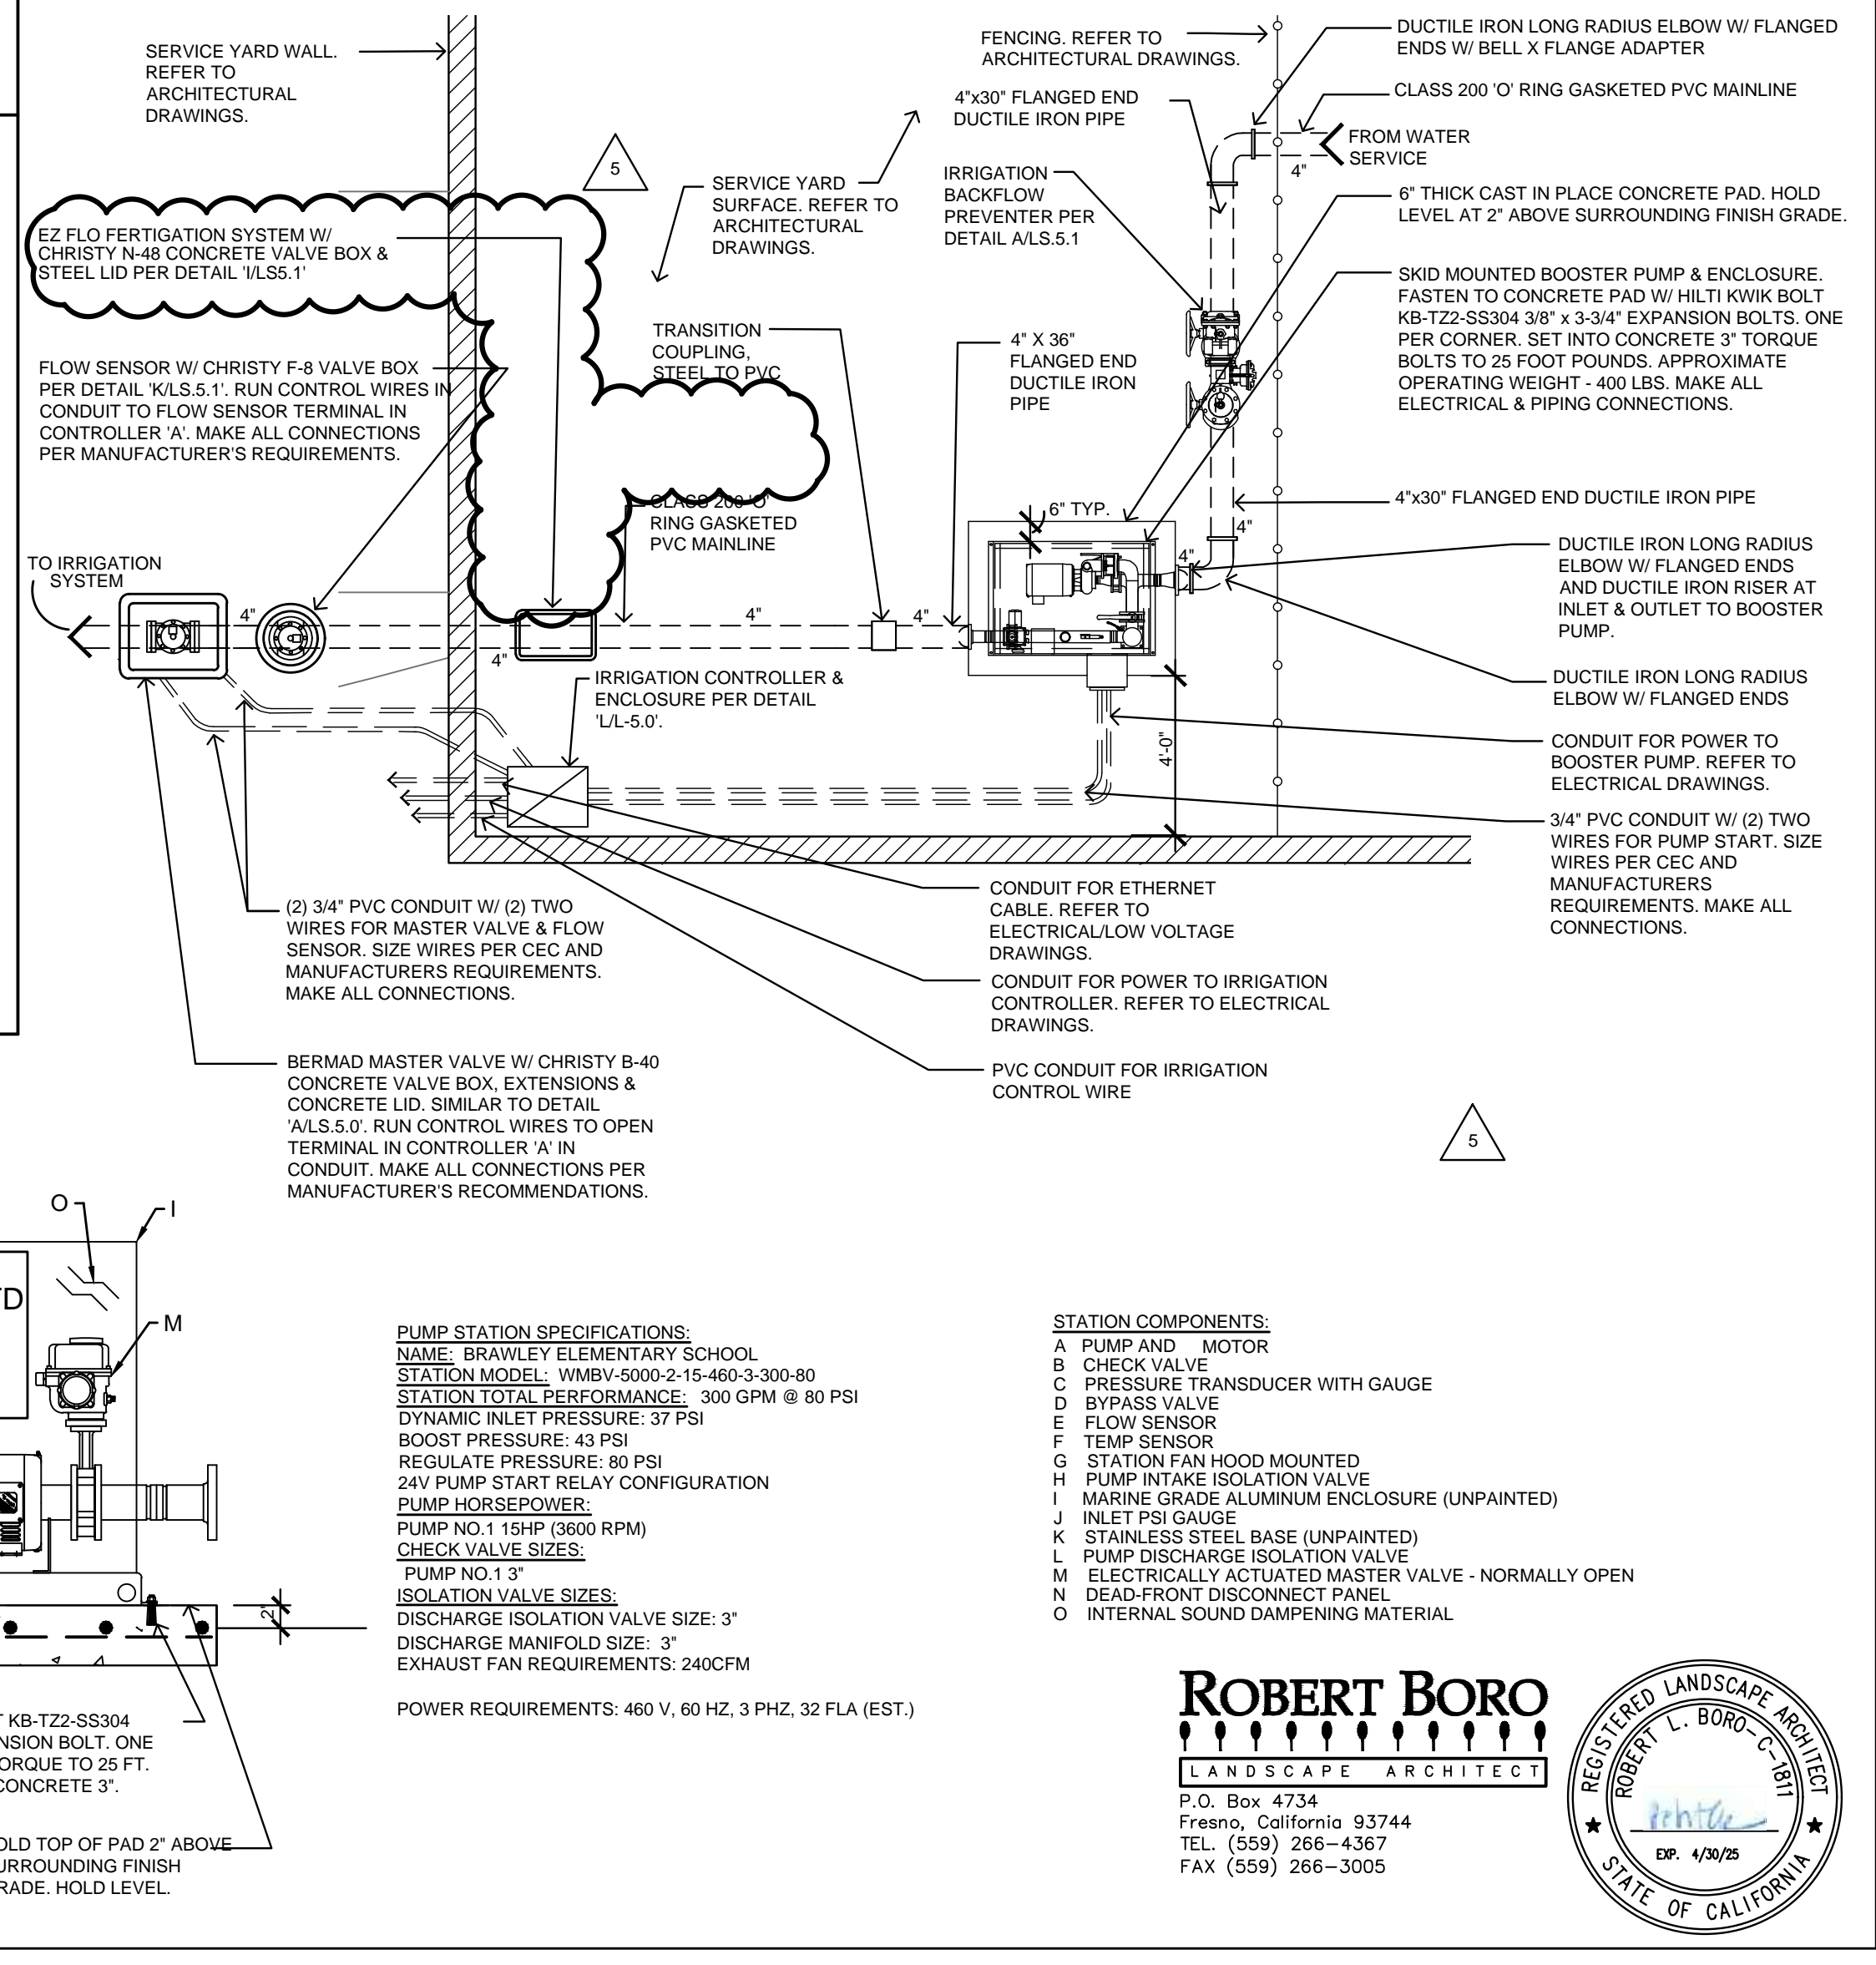 SERVICE YARD WALL.
REFER TO
ARCHITECTURAL
DRAWINGS.
5
SERVICE YARD
SURFACE. REFER TO
ARCHITECTURAL
DRAWINGS.
FENCING. REFER TO
ARCHITECTURAL DRAWINGS.
4"x30" FLANGED END
DUCTILE IRON PIPE
IRRIGATION
BACKFLOW
PREVENTER PER
DETAIL A/LS.5.1
DUCTILE IRON LONG RADIUS ELBOW W/ FLANGED
ENDS W/ BELL X FLANGE ADAPTER
CLASS 200 'O' RING GASKETED PVC MAINLINE
FROM WATER
SERVICE
4"
6" THICK CAST IN PLACE CONCRETE PAD. HOLD
LEVEL AT 2" ABOVE SURROUNDING FINISH GRADE.
SKID MOUNTED BOOSTER PUMP & ENCLOSURE.
FASTEN TO CONCRETE PAD W/ HILTI KWIK BOLT
KB-TZ2-SS304 3/8" x 3-3/4" EXPANSION BOLTS. ONE
PER CORNER. SET INTO CONCRETE 3" TORQUE
BOLTS TO 25 FOOT POUNDS. APPROXIMATE
OPERATING WEIGHT - 400 LBS. MAKE ALL
ELECTRICAL & PIPING CONNECTIONS.
EZ FLO FERTIGATION SYSTEM W/
CHRISTY N-48 CONCRETE VALVE BOX &
STEEL LID PER DETAIL 'I/LS5.1'
FLOW SENSOR W/ CHRISTY F-8 VALVE BOX
PER DETAIL 'K/LS.5.1'. RUN CONTROL WIRES IN
CONDUIT TO FLOW SENSOR TERMINAL IN
CONTROLLER 'A'. MAKE ALL CONNECTIONS
PER MANUFACTURER'S REQUIREMENTS.
TRANSITION
COUPLING,
STEEL TO PVC
4" X 36"
FLANGED END
DUCTILE IRON
PIPE
CLASS 200 'O'
RING GASKETED
PVC MAINLINE
6" TYP.
4"x30" FLANGED END DUCTILE IRON PIPE
4"
4"
DUCTILE IRON LONG RADIUS
ELBOW W/ FLANGED ENDS
AND DUCTILE IRON RISER AT
INLET & OUTLET TO BOOSTER
PUMP.
TO IRRIGATION
SYSTEM
4"
4"
4"
4"
IRRIGATION CONTROLLER &
ENCLOSURE PER DETAIL
'L/L-5.0'.
4'-0"
DUCTILE IRON LONG RADIUS
ELBOW W/ FLANGED ENDS
CONDUIT FOR POWER TO
BOOSTER PUMP. REFER TO
ELECTRICAL DRAWINGS.
3/4" PVC CONDUIT W/ (2) TWO
WIRES FOR PUMP START. SIZE
WIRES PER CEC AND
MANUFACTURERS
REQUIREMENTS. MAKE ALL
CONNECTIONS.
(2) 3/4" PVC CONDUIT W/ (2) TWO
WIRES FOR MASTER VALVE & FLOW
SENSOR. SIZE WIRES PER CEC AND
MANUFACTURERS REQUIREMENTS.
MAKE ALL CONNECTIONS.
CONDUIT FOR ETHERNET
CABLE. REFER TO
ELECTRICAL/LOW VOLTAGE
DRAWINGS.
CONDUIT FOR POWER TO IRRIGATION
CONTROLLER. REFER TO ELECTRICAL
DRAWINGS.
PVC CONDUIT FOR IRRIGATION
CONTROL WIRE
BERMAD MASTER VALVE W/ CHRISTY B-40
CONCRETE VALVE BOX, EXTENSIONS &
CONCRETE LID. SIMILAR TO DETAIL
'A/LS.5.0'. RUN CONTROL WIRES TO OPEN
TERMINAL IN CONTROLLER 'A' IN
CONDUIT. MAKE ALL CONNECTIONS PER
MANUFACTURER'S RECOMMENDATIONS.
5
O
I
TD
M
2"
T KB-TZ2-SS304
NSION BOLT. ONE
ORQUE TO 25 FT.
CONCRETE 3".
OLD TOP OF PAD 2" ABOVE
URROUNDING FINISH
RADE. HOLD LEVEL.
PUMP STATION SPECIFICATIONS:
NAME: BRAWLEY ELEMENTARY SCHOOL
STATION MODEL: WMBV-5000-2-15-460-3-300-80
STATION TOTAL PERFORMANCE: 300 GPM @ 80 PSI
DYNAMIC INLET PRESSURE: 37 PSI
BOOST PRESSURE: 43 PSI
REGULATE PRESSURE: 80 PSI
24V PUMP START RELAY CONFIGURATION
PUMP HORSEPOWER:
PUMP NO.1 15HP (3600 RPM)
CHECK VALVE SIZES:
PUMP NO.1 3"
ISOLATION VALVE SIZES:
DISCHARGE ISOLATION VALVE SIZE: 3"
DISCHARGE MANIFOLD SIZE: 3"
EXHAUST FAN REQUIREMENTS: 240CFM
POWER REQUIREMENTS: 460 V, 60 HZ, 3 PHZ, 32 FLA (EST.)
STATION COMPONENTS:
A PUMP AND MOTOR
B CHECK VALVE
C PRESSURE TRANSDUCER WITH GAUGE
D BYPASS VALVE
E FLOW SENSOR
F TEMP SENSOR
G STATION FAN HOOD MOUNTED
H PUMP INTAKE ISOLATION VALVE
I MARINE GRADE ALUMINUM ENCLOSURE (UNPAINTED)
J INLET PSI GAUGE
K STAINLESS STEEL BASE (UNPAINTED)
L PUMP DISCHARGE ISOLATION VALVE
M ELECTRICALLY ACTUATED MASTER VALVE - NORMALLY OPEN
N DEAD-FRONT DISCONNECT PANEL
O INTERNAL SOUND DAMPENING MATERIAL
ROBERT BORO
LANDSCAPE ARCHITECT
P.O. Box 4734
Fresno, California 93744
TEL. (559) 266-4367
FAX (559) 266-3005
REGISTERED LANDSCAPE ARCHITECT
ROBERT L. BORO-C-1811
EXP. 4/30/25
STATE OF CALIFORNIA